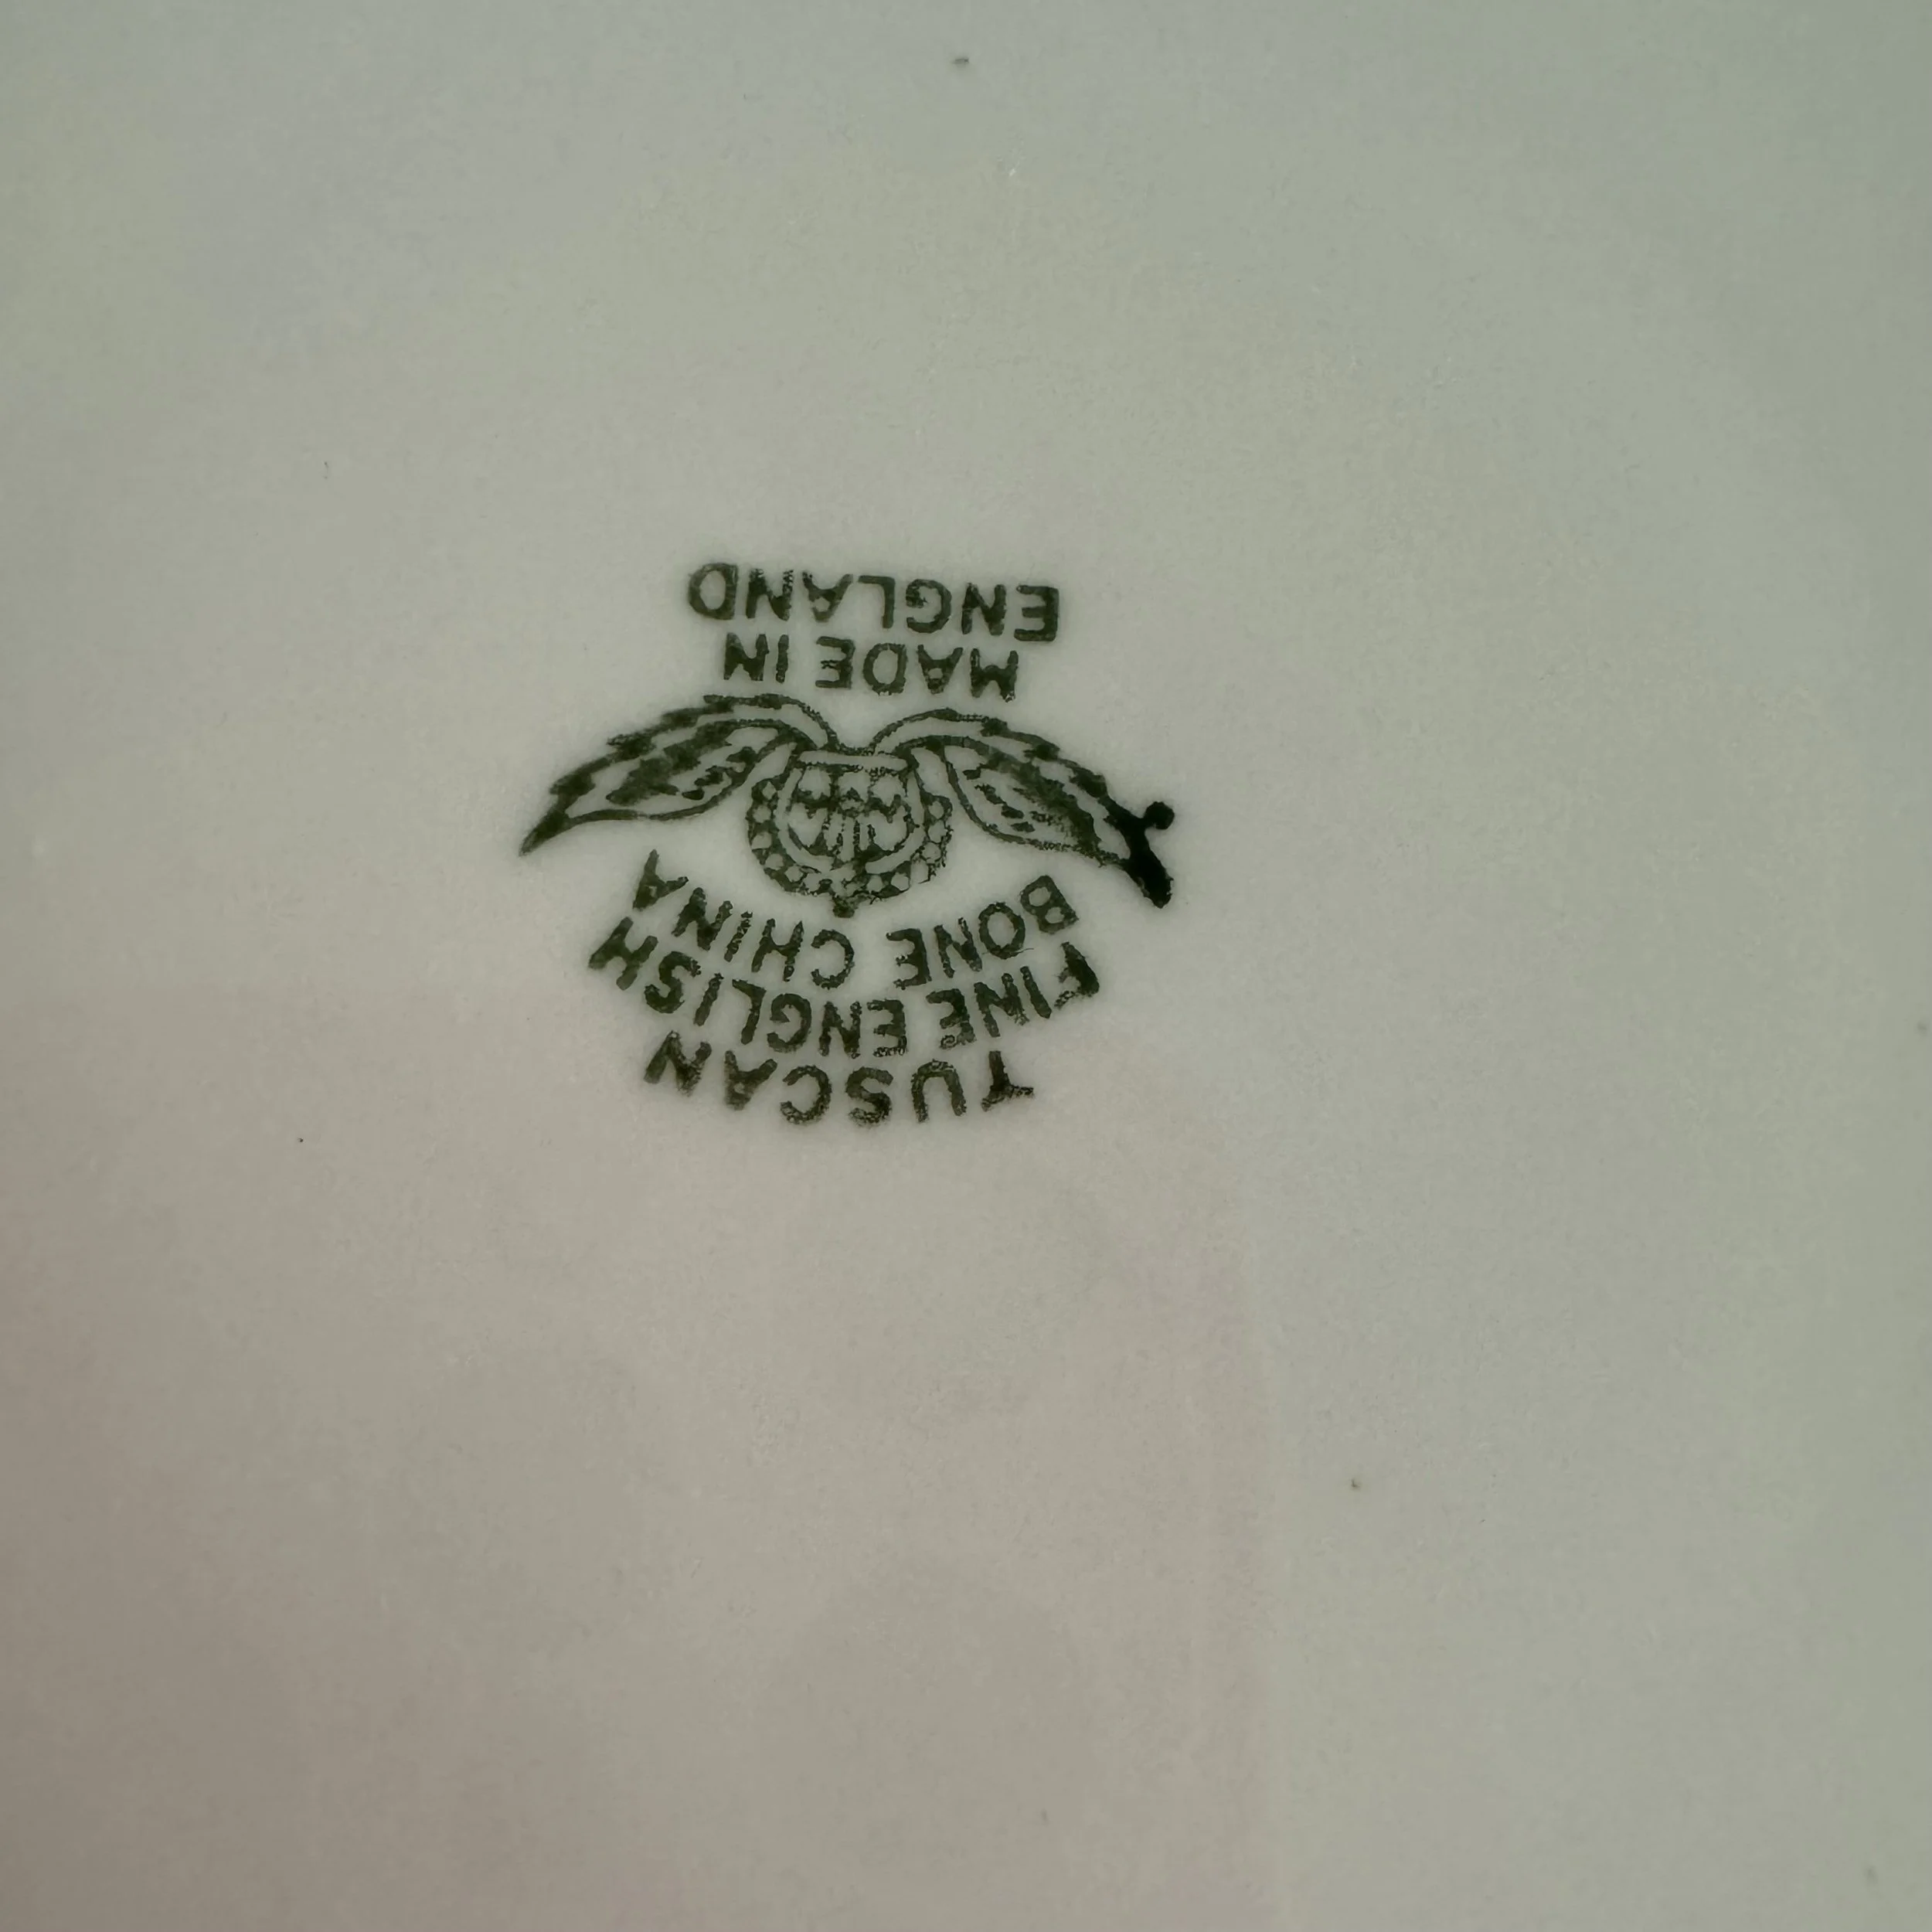 TUSCAN
FINE ENGLISH
BONE CHINA
MADE IN
ENGLAND